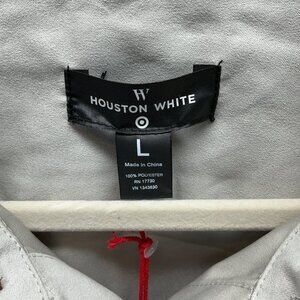 W
HOUSTON WHITE
L
Made in China
100% POLYESTER
RN 17730
VN 1343630